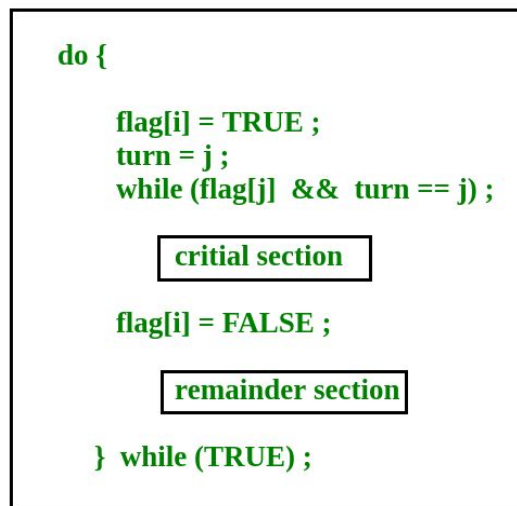 do {
flag[i] = TRUE ;
turn = j ;
while (flag[j] && turn == j) ;
critial section
flag[i] = FALSE ;
remainder section
} while (TRUE) ;